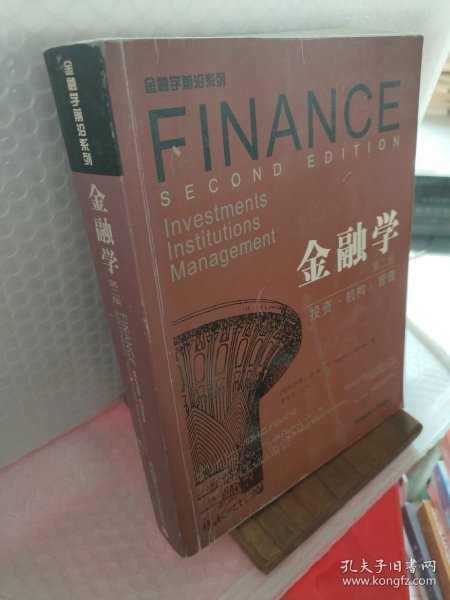 金融学前沿系列
FINANCE
SECOND EDITION
Investments
Institutions
Management
金融学
第二版
投资·机构·管理
金融学前沿系列
金融学
第二版
FINANCE
孔夫子旧书网
www.kongfz.com